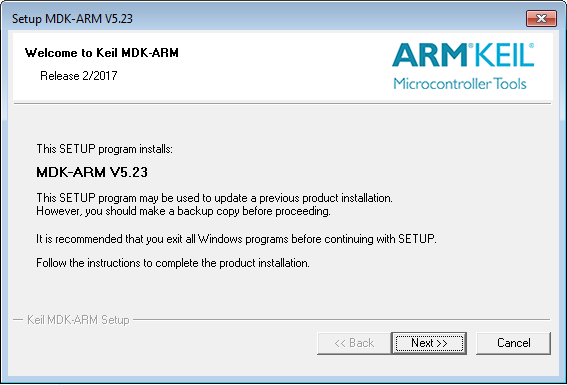 Setup MDK-ARM V5.23
Welcome to Keil MDK-ARM
Release 2/2017
ARM®KEIL®
Microcontroller Tools
This SETUP program installs:
MDK-ARM V5.23
This SETUP program may be used to update a previous product installation.
However, you should make a backup copy before proceeding.
It is recommended that you exit all Windows programs before continuing with SETUP.
Follow the instructions to complete the product installation.
Keil MDK-ARM Setup
<< Back
Next >>
Cancel